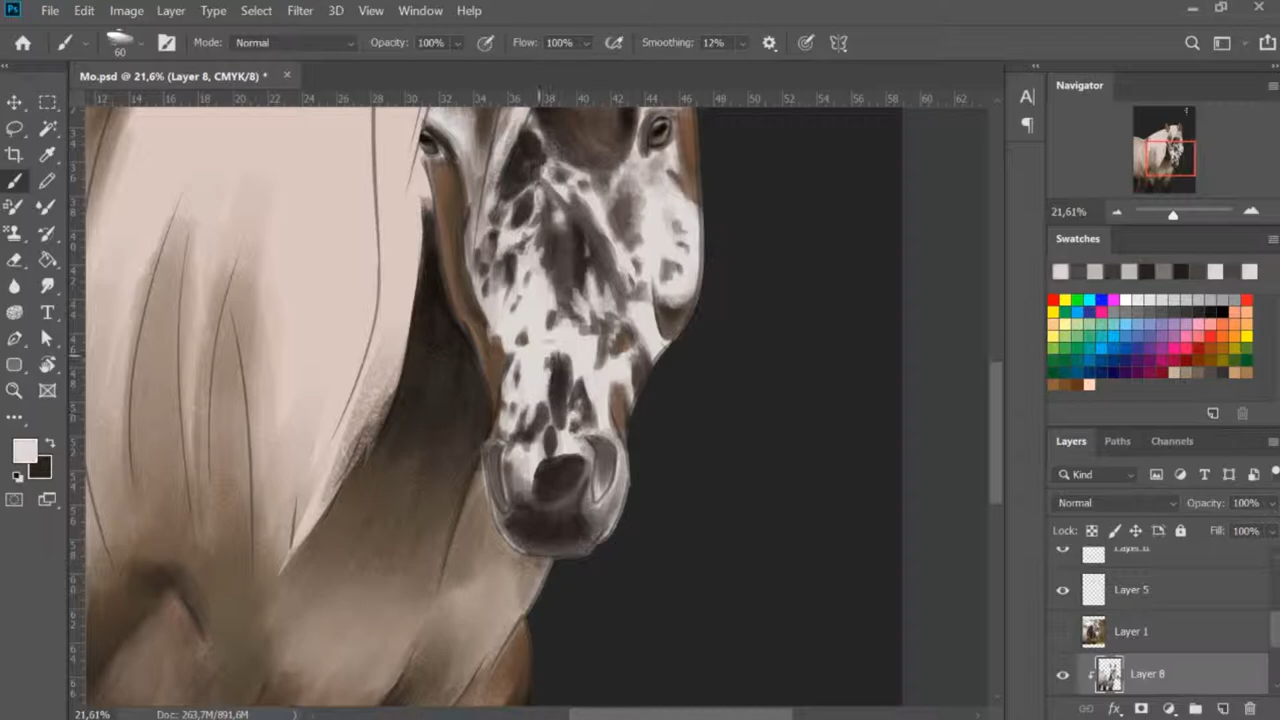 Ps File Edit Image Layer Type Select Filter 3D View Window Help
60 Mode: Normal Opacity: 100% Flow: 100% Smoothing: 12%
Mo.psd @ 21,6% (Layer 8, CMYK/8) *
12 18 20 22 24 26 28 30 32 34 36 38 40 42 44 46 48 50 52 54 56 58 60 62
Navigator
21,61%
Swatches
Layers Paths Channels
Kind
Normal Opacity: 100%
Lock: Fill: 100%
Layer 5
Layer 1
Layer 8
21,61% Doc: 263,7M/891,6M